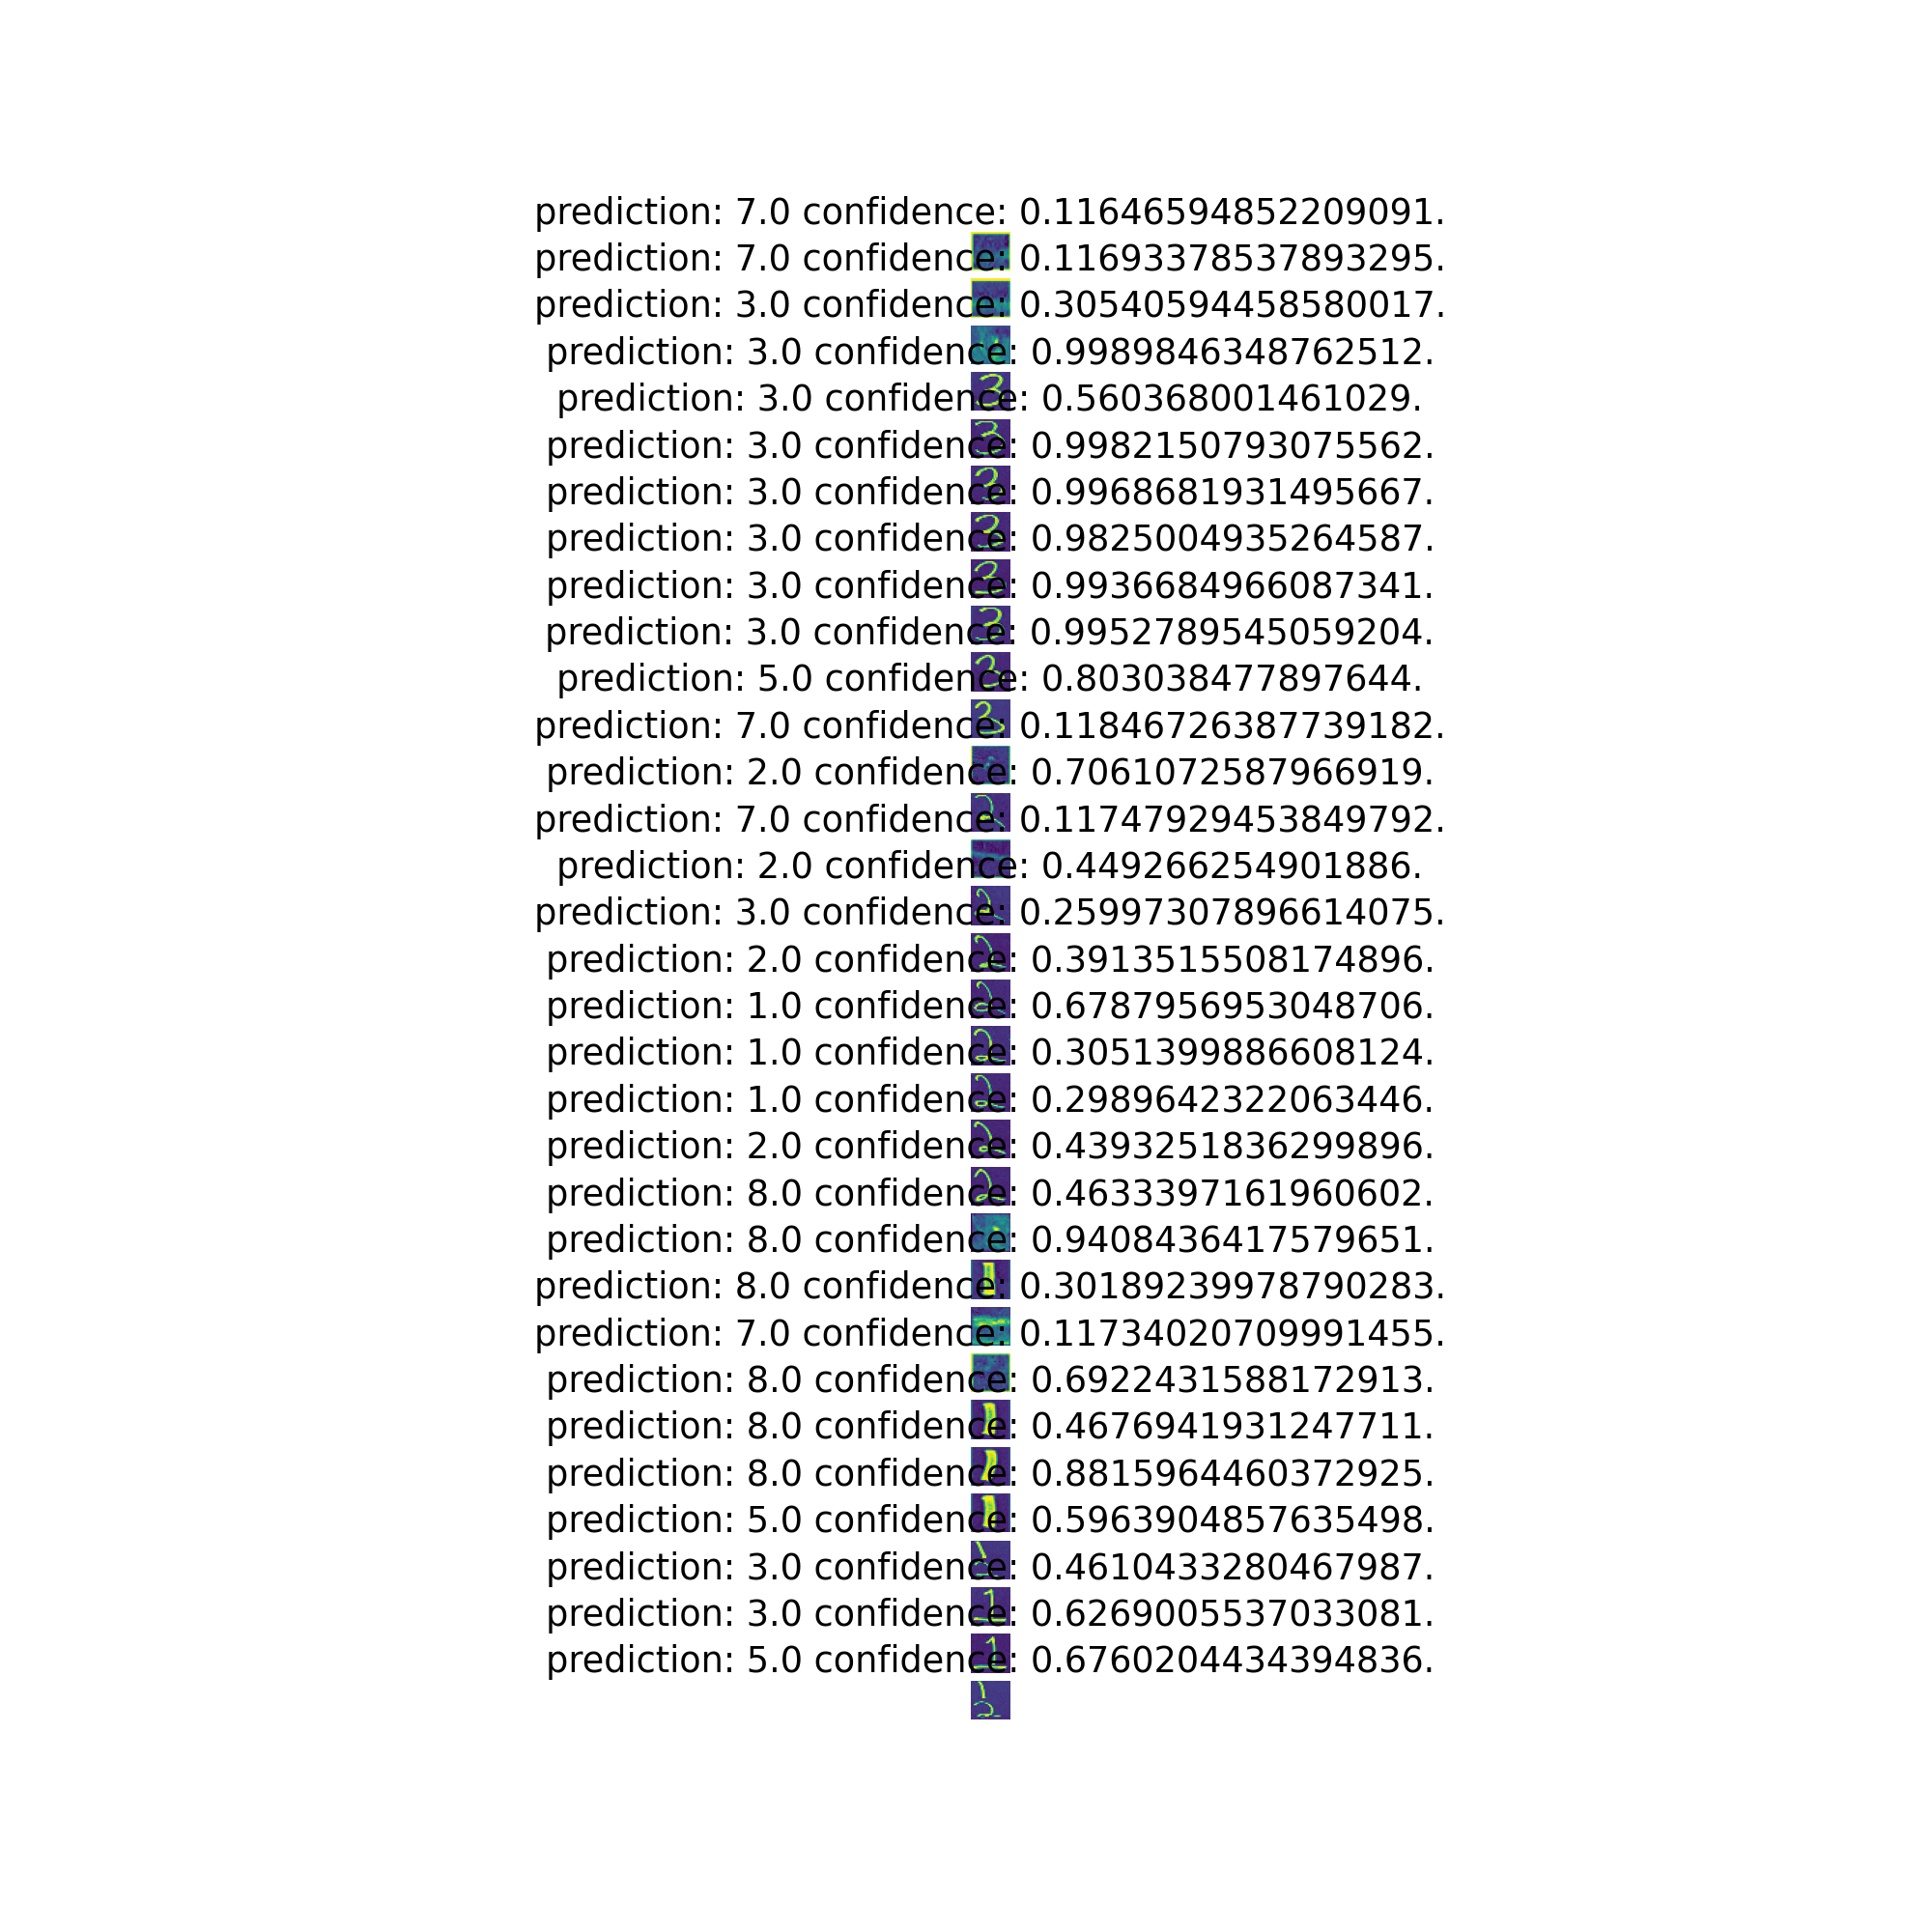 prediction: 7.0 confidence: 0.11646594852209091.
prediction: 7.0 confidence: 0.11693378537893295.
prediction: 3.0 confidence: 0.30540594458580017.
prediction: 3.0 confidence: 0.9989846348762512.
prediction: 3.0 confidence: 0.560368001461029.
prediction: 3.0 confidence: 0.9982150793075562.
prediction: 3.0 confidence: 0.9968681931495667.
prediction: 3.0 confidence: 0.9825004935264587.
prediction: 3.0 confidence: 0.9936684966087341.
prediction: 3.0 confidence: 0.9952789545059204.
prediction: 5.0 confidence: 0.803038477897644.
prediction: 7.0 confidence: 0.11846726387739182.
prediction: 2.0 confidence: 0.7061072587966919.
prediction: 7.0 confidence: 0.11747929453849792.
prediction: 2.0 confidence: 0.449266254901886.
prediction: 3.0 confidence: 0.25997307896614075.
prediction: 2.0 confidence: 0.3913515508174896.
prediction: 1.0 confidence: 0.6787956953048706.
prediction: 1.0 confidence: 0.3051399886608124.
prediction: 1.0 confidence: 0.2989642322063446.
prediction: 2.0 confidence: 0.4393251836299896.
prediction: 8.0 confidence: 0.4633397161960602.
prediction: 8.0 confidence: 0.9408436417579651.
prediction: 8.0 confidence: 0.30189239978790283.
prediction: 7.0 confidence: 0.11734020709991455.
prediction: 8.0 confidence: 0.6922431588172913.
prediction: 8.0 confidence: 0.4676941931247711.
prediction: 8.0 confidence: 0.8815964460372925.
prediction: 5.0 confidence: 0.5963904857635498.
prediction: 3.0 confidence: 0.4610433280467987.
prediction: 3.0 confidence: 0.6269005537033081.
prediction: 5.0 confidence: 0.6760204434394836.